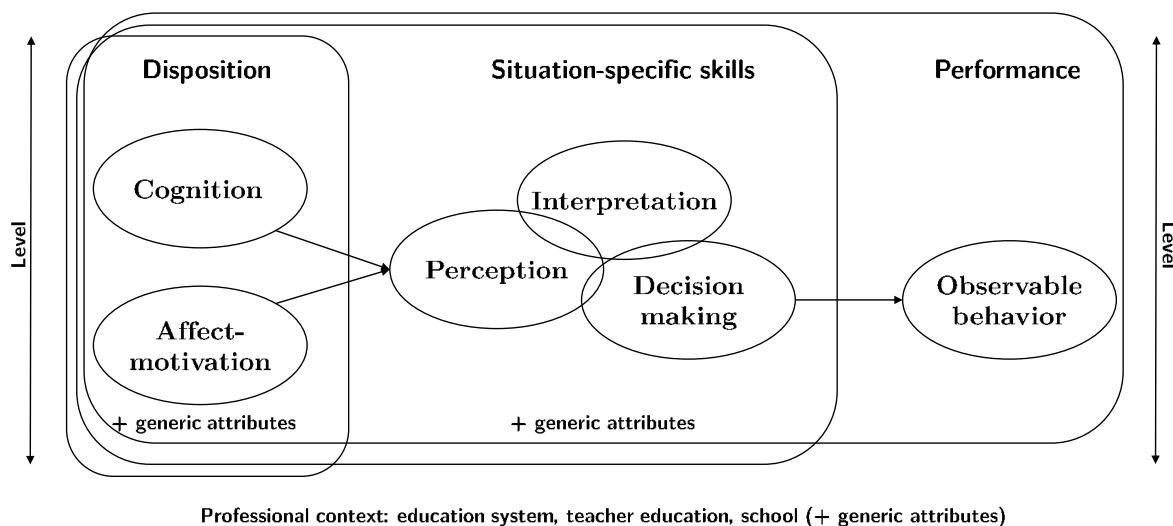 Disposition
Situation-specific skills
Performance
Cognition
Affect-
motivation
+ generic attributes
Interpretation
Perception
Decision
making
+ generic attributes
Observable
behavior
Level
Level
Professional context: education system, teacher education, school (+ generic attributes)